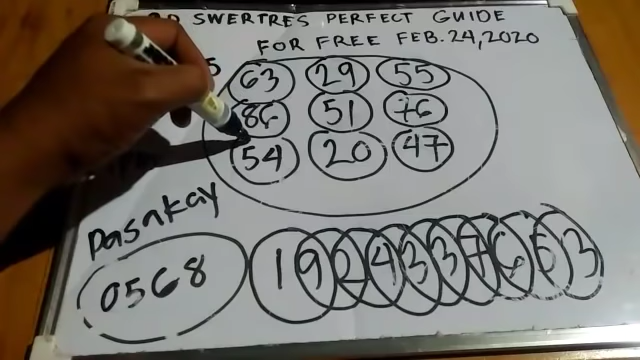 SWERTRES PERFECT GUIDE
FOR FREE FEB.24,2020
63 29 55
86 51 76
54 20 47
Pasakay
0568 1924337653